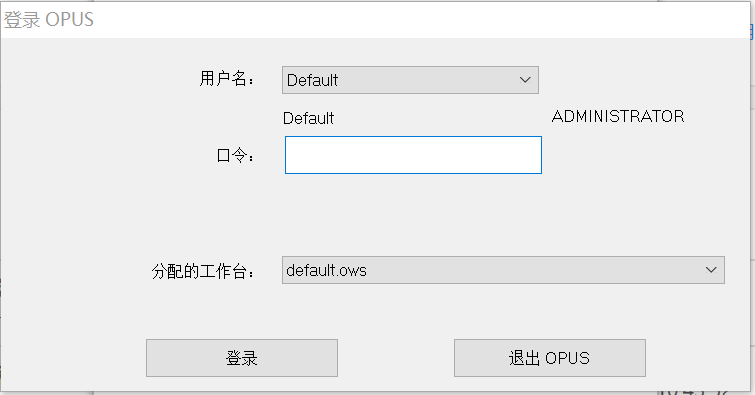 登录 OPUS
用户名： Default
Default ADMINISTRATOR
口令：
分配的工作台： default.ows
登录 退出 OPUS